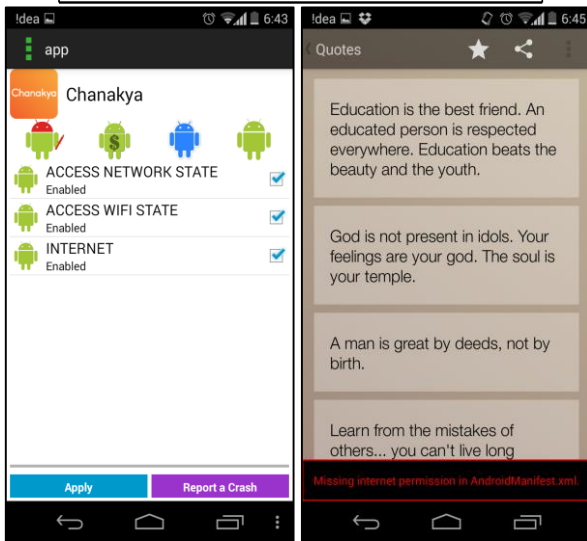 !dea 6:43
app
Chanakya
Chanakya
$
ACCESS NETWORK STATE
Enabled
ACCESS WIFI STATE
Enabled
INTERNET
Enabled
Apply
Report a Crash
!dea 6:45
Quotes
Education is the best friend. An
educated person is respected
everywhere. Education beats the
beauty and the youth.
God is not present in idols. Your
feelings are your god. The soul is
your temple.
A man is great by deeds, not by
birth.
Learn from the mistakes of
others... you can't live long
Missing internet permission in AndroidManifest.xml.